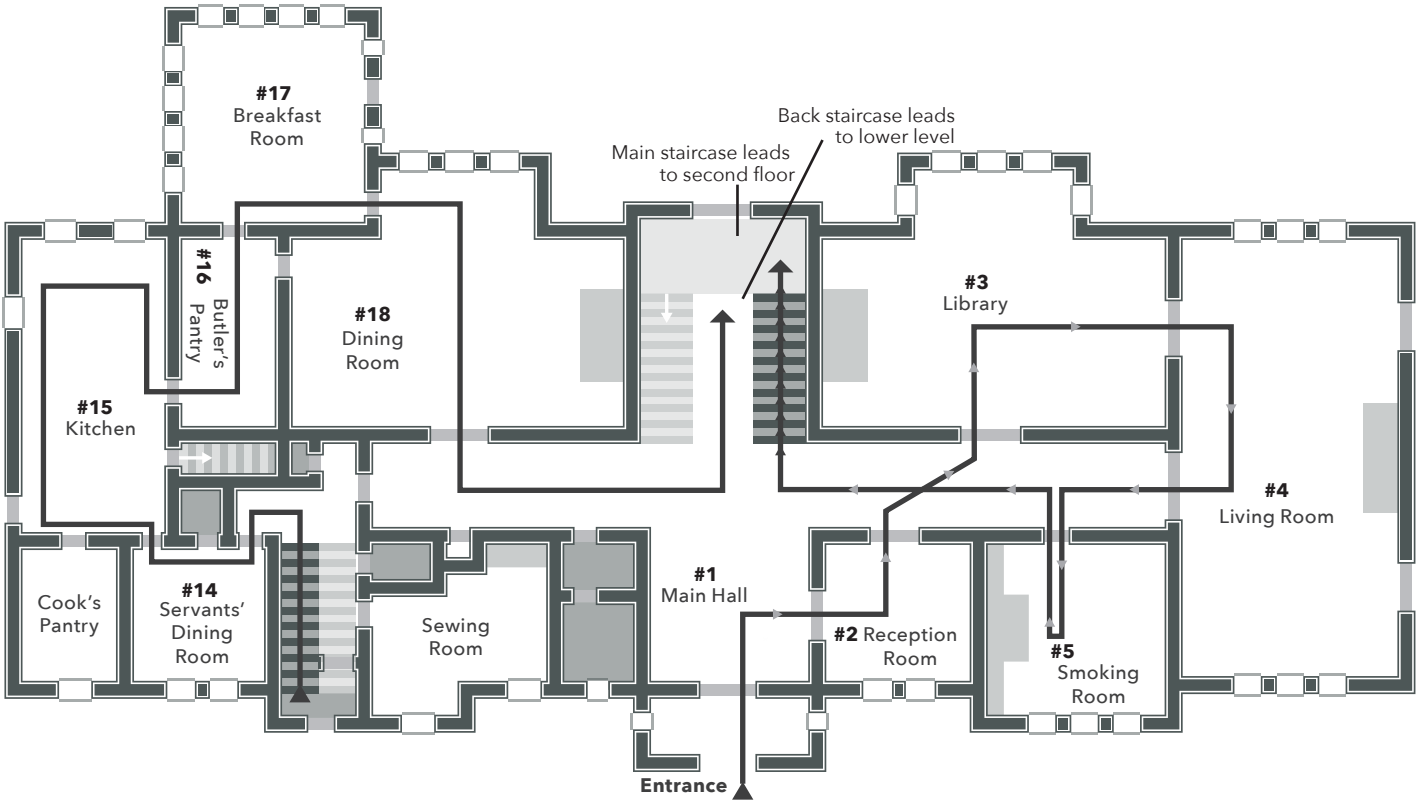 #17
Breakfast
Room
Back staircase leads
to lower level
Main staircase leads
to second floor
#16
Butler's
Pantry
#18
Dining
Room
#3
Library
#15
Kitchen
#4
Living Room
#14
Servants'
Dining
Room
Cook's
Pantry
Sewing
Room
#1
Main Hall
#2 Reception
Room
#5
Smoking
Room
Entrance